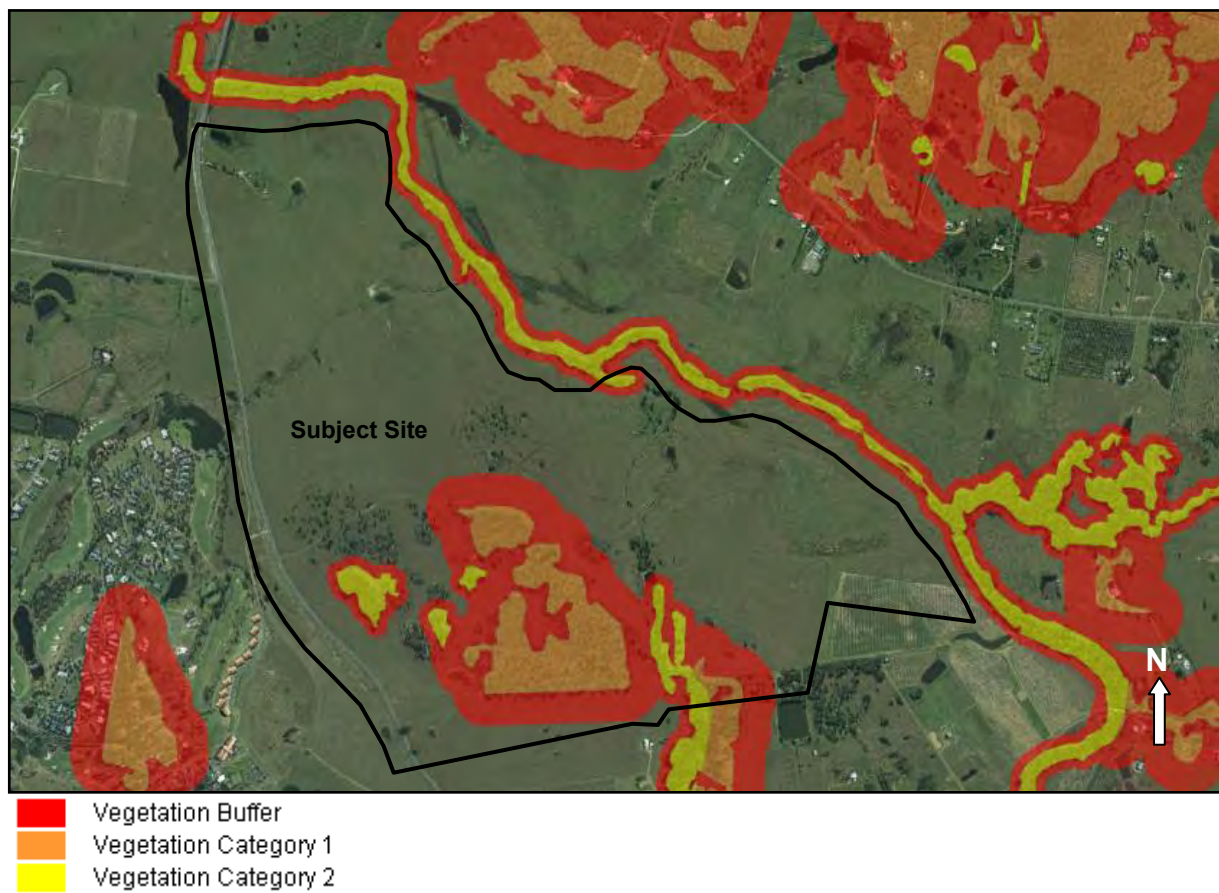 Subject Site
N
Vegetation Buffer
Vegetation Category 1
Vegetation Category 2